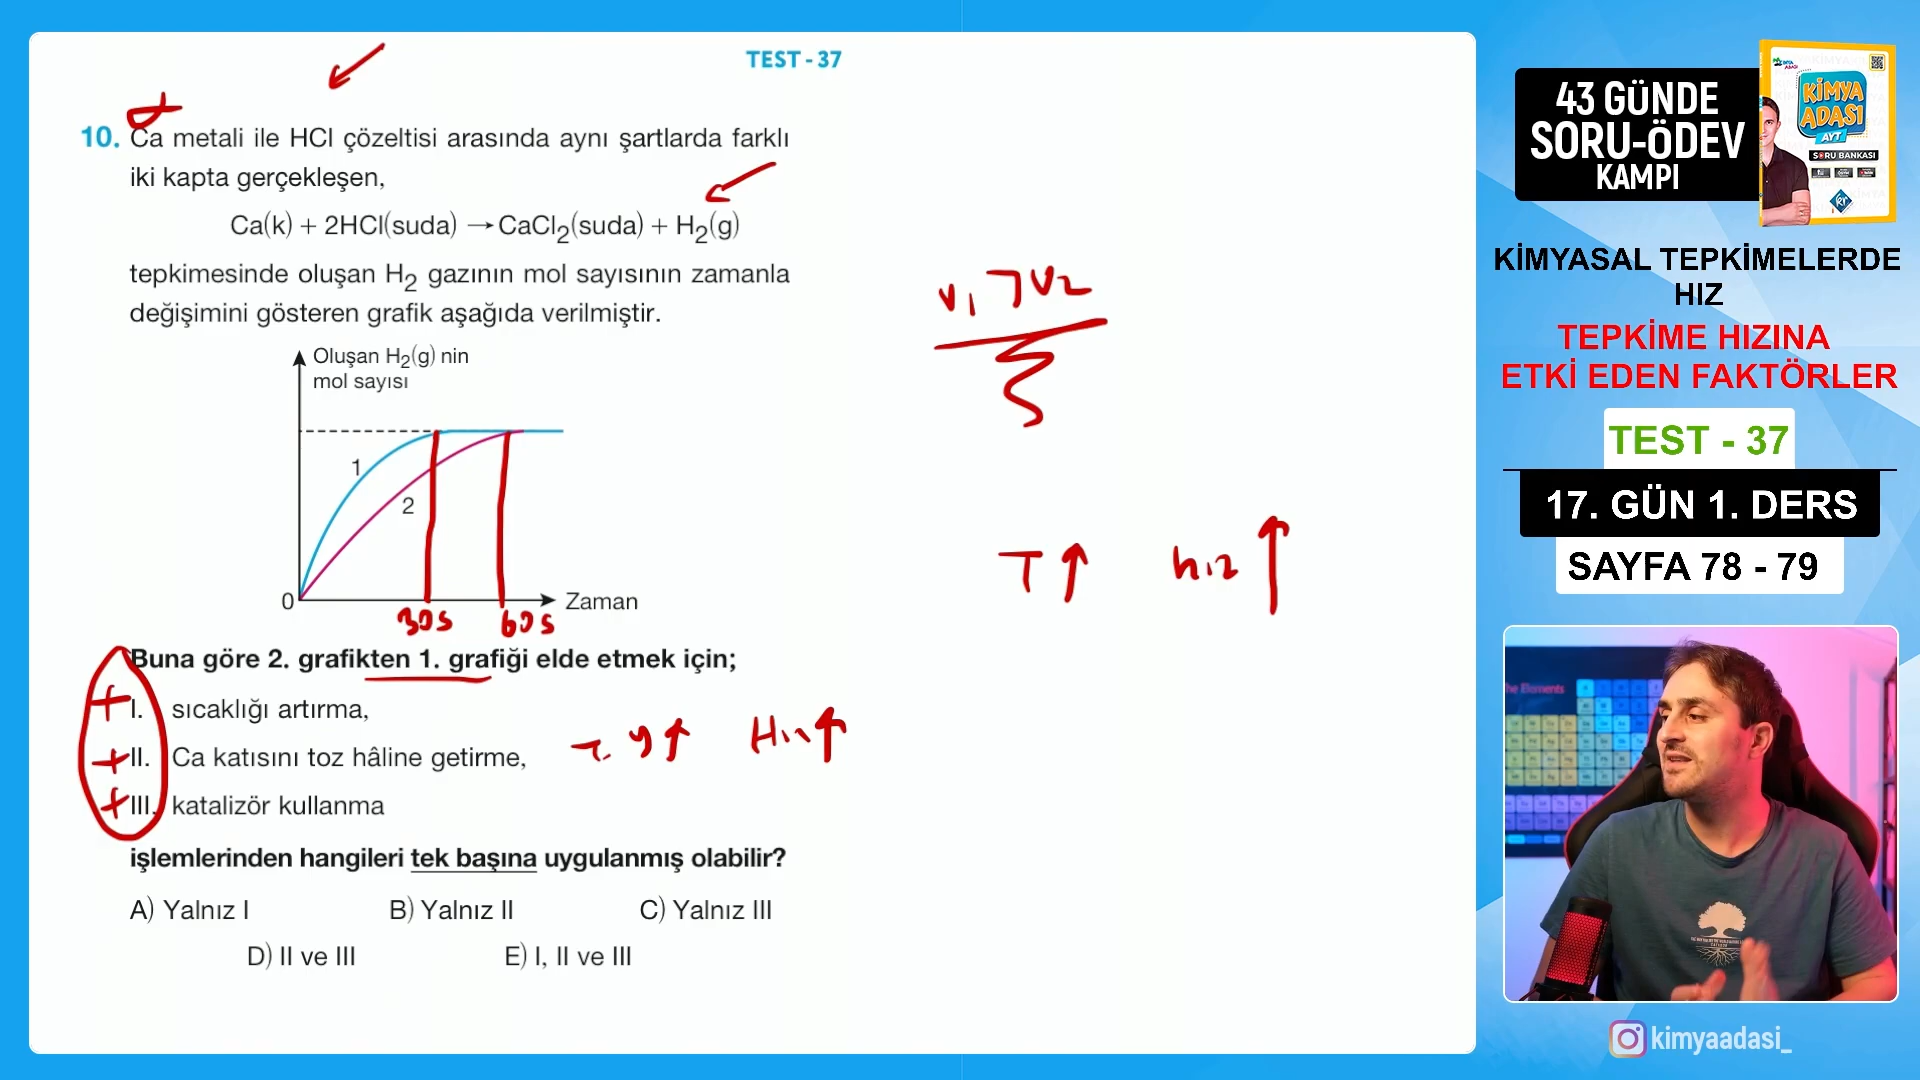 TEST - 37
10. Ca metali ile HCl çözeltisi arasında aynı şartlarda farklı
iki kapta gerçekleşen,
Ca(k) + 2HCl(suda) → CaCl2(suda) + H2(g)
tepkimesinde oluşan H2 gazının mol sayısının zamanla
değişimini gösteren grafik aşağıda verilmiştir.
Oluşan H2(g) nin
mol sayısı
1
2
0
Zaman
30s 60s
Buna göre 2. grafikten 1. grafiği elde etmek için;
+ I. sıcaklığı artırma,
+ II. Ca katısını toz hâline getirme,
+ III. katalizör kullanma
işlemlerinden hangileri tek başına uygulanmış olabilir?
A) Yalnız I B) Yalnız II C) Yalnız III
D) II ve III E) I, II ve III
V1 > V2
T↑ hız ↑
T. y↑ Hız↑
43 GÜNDE
SORU-ÖDEV
KAMPI
KİMYA
ADASI
AYT
SORU BANKASI
KİMYASAL TEPKİMELERDE
HIZ
TEPKİME HIZINA
ETKİ EDEN FAKTÖRLER
TEST - 37
17. GÜN 1. DERS
SAYFA 78 - 79
he Elements
kimyaadasi_